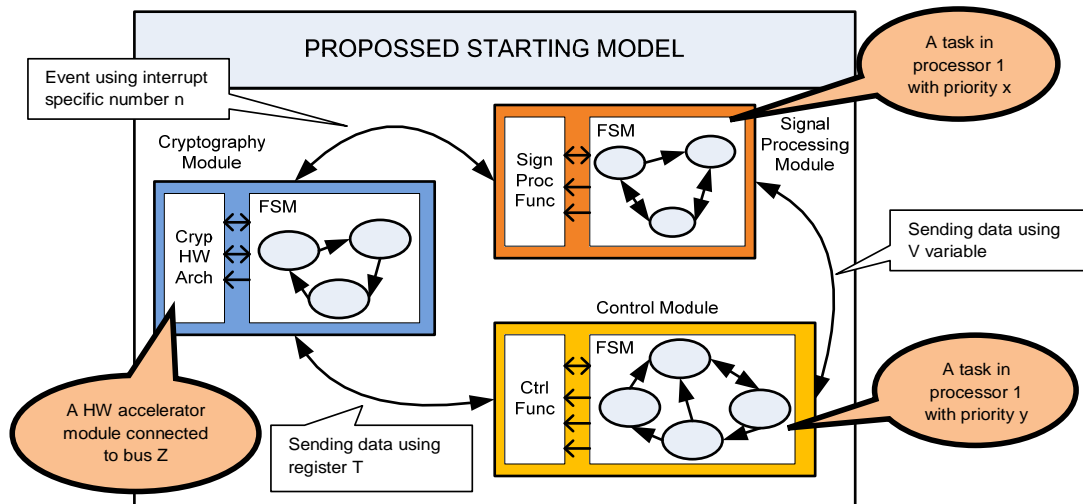 PROPOSSED STARTING MODEL
A task in
processor 1
with priority x
Event using interrupt
specific number n
Cryptography
Module
Signal
Processing
Module
FSM
Sign
Proc
Func
FSM
Cryp
HW
Arch
Sending data using
V variable
Control Module
FSM
Ctrl
Func
A task in
processor 1
with priority y
A HW accelerator
module connected
to bus Z
Sending data using
register T